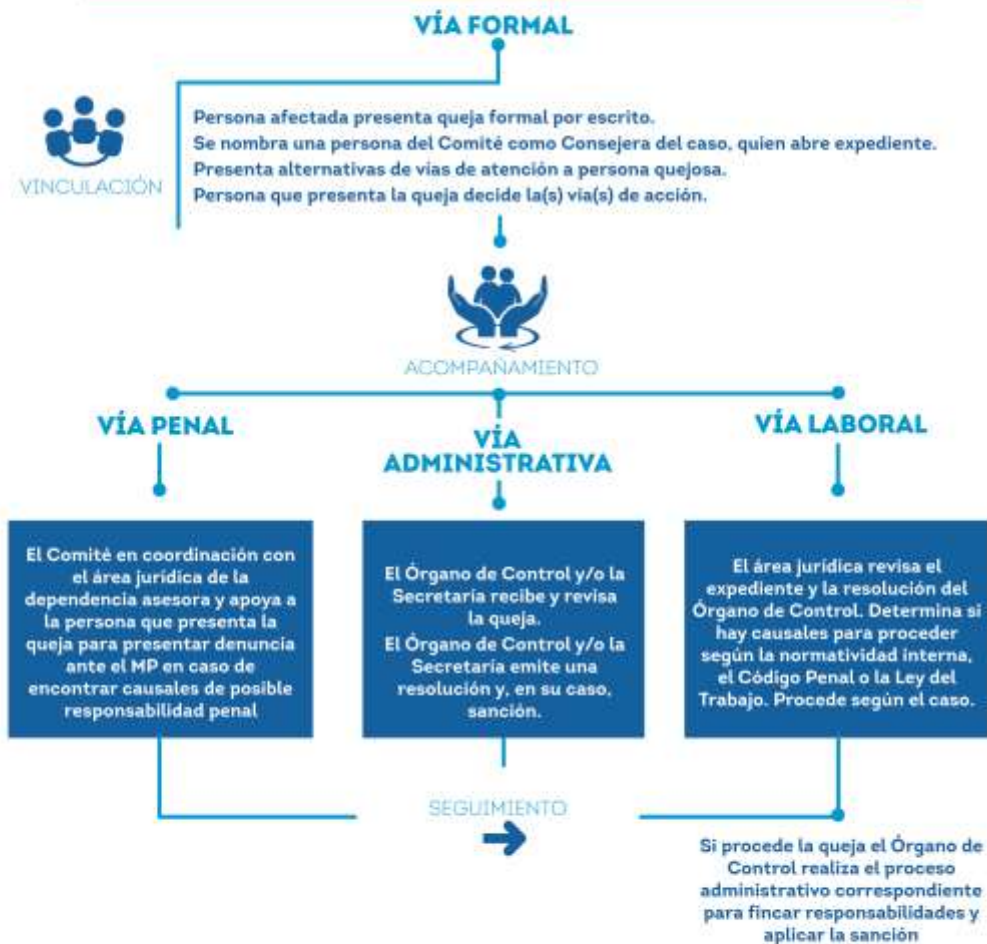 VÍA FORMAL
VINCULACIÓN
Persona afectada presenta queja formal por escrito.
Se nombra una persona del Comité como Consejera del caso, quien abre expediente.
Presenta alternativas de vías de atención a persona quejosa.
Persona que presenta la queja decide la(s) vía(s) de acción.
ACOMPAÑAMIENTO
VÍA PENAL
El Comité en coordinación con
el área jurídica de la
dependencia asesora y apoya a
la persona que presenta la
queja para presentar denuncia
ante el MP en caso de
encontrar causales de posible
responsabilidad penal
VÍA
ADMINISTRATIVA
El Órgano de Control y/o la
Secretaría recibe y revisa
la queja.
El Órgano de Control y/o la
Secretaría emite una
resolución y, en su caso,
sanción.
VÍA LABORAL
El área jurídica revisa el
expediente y la resolución del
Órgano de Control. Determina si
hay causales para proceder
según la normatividad interna,
el Código Penal o la Ley del
Trabajo. Procede según el caso.
SEGUIMIENTO
Si procede la queja el Órgano de
Control realiza el proceso
administrativo correspondiente
para fincar responsabilidades y
aplicar la sanción